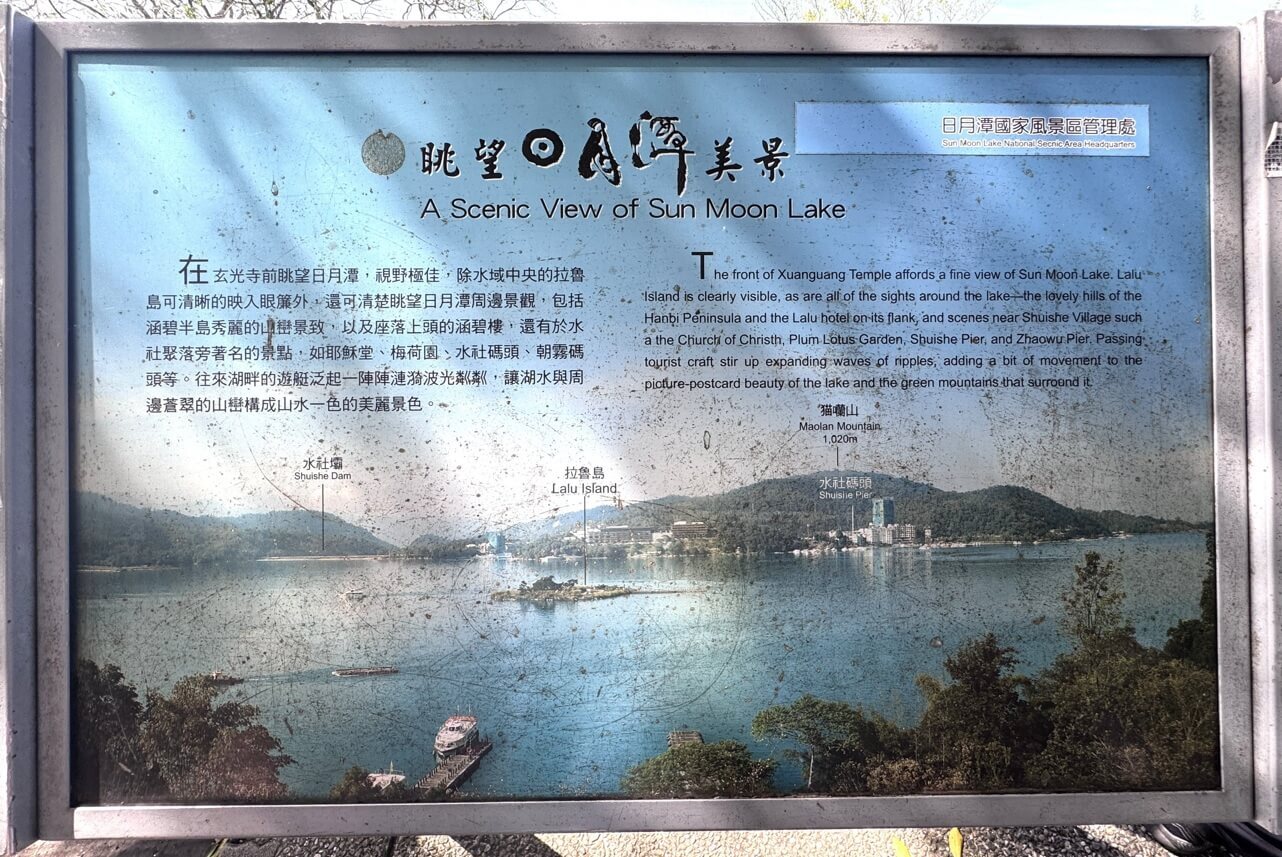 眺望日月潭美景
A Scenic View of Sun Moon Lake
日月潭國家風景區管理處
Sun Moon Lake National Secnic Area Headquarters
在玄光寺前眺望日月潭，視野極佳，除水域中央的拉魯
島可清晰的映入眼簾外，還可清楚眺望日月潭周邊景觀，包括
涵碧半島秀麗的山巒景致，以及座落上頭的涵碧樓，還有於水
社聚落旁著名的景點，如耶穌堂、梅荷園、水社碼頭、朝霧碼
頭等。往來湖畔的遊艇泛起一陣陣漣漪波光粼粼，讓湖水與周
邊蒼翠的山巒構成山水一色的美麗景色。
The front of Xuanguang Temple affords a fine view of Sun Moon Lake. Lalu
Island is clearly visible, as are all of the sights around the lake—the lovely hills of the
Hanbi Peninsula and the Lalu hotel on its flank, and scenes near Shuishe Village such
a the Church of Christh, Plum Lotus Garden, Shuishe Pier, and Zhaowu Pier. Passing
tourist craft stir up expanding waves of ripples, adding a bit of movement to the
picture-postcard beauty of the lake and the green mountains that surround it.
猫囒山
Maolan Mountain
1,020m
水社壩
Shuishe Dam
拉魯島
Lalu Island
水社碼頭
Shuishe Pier